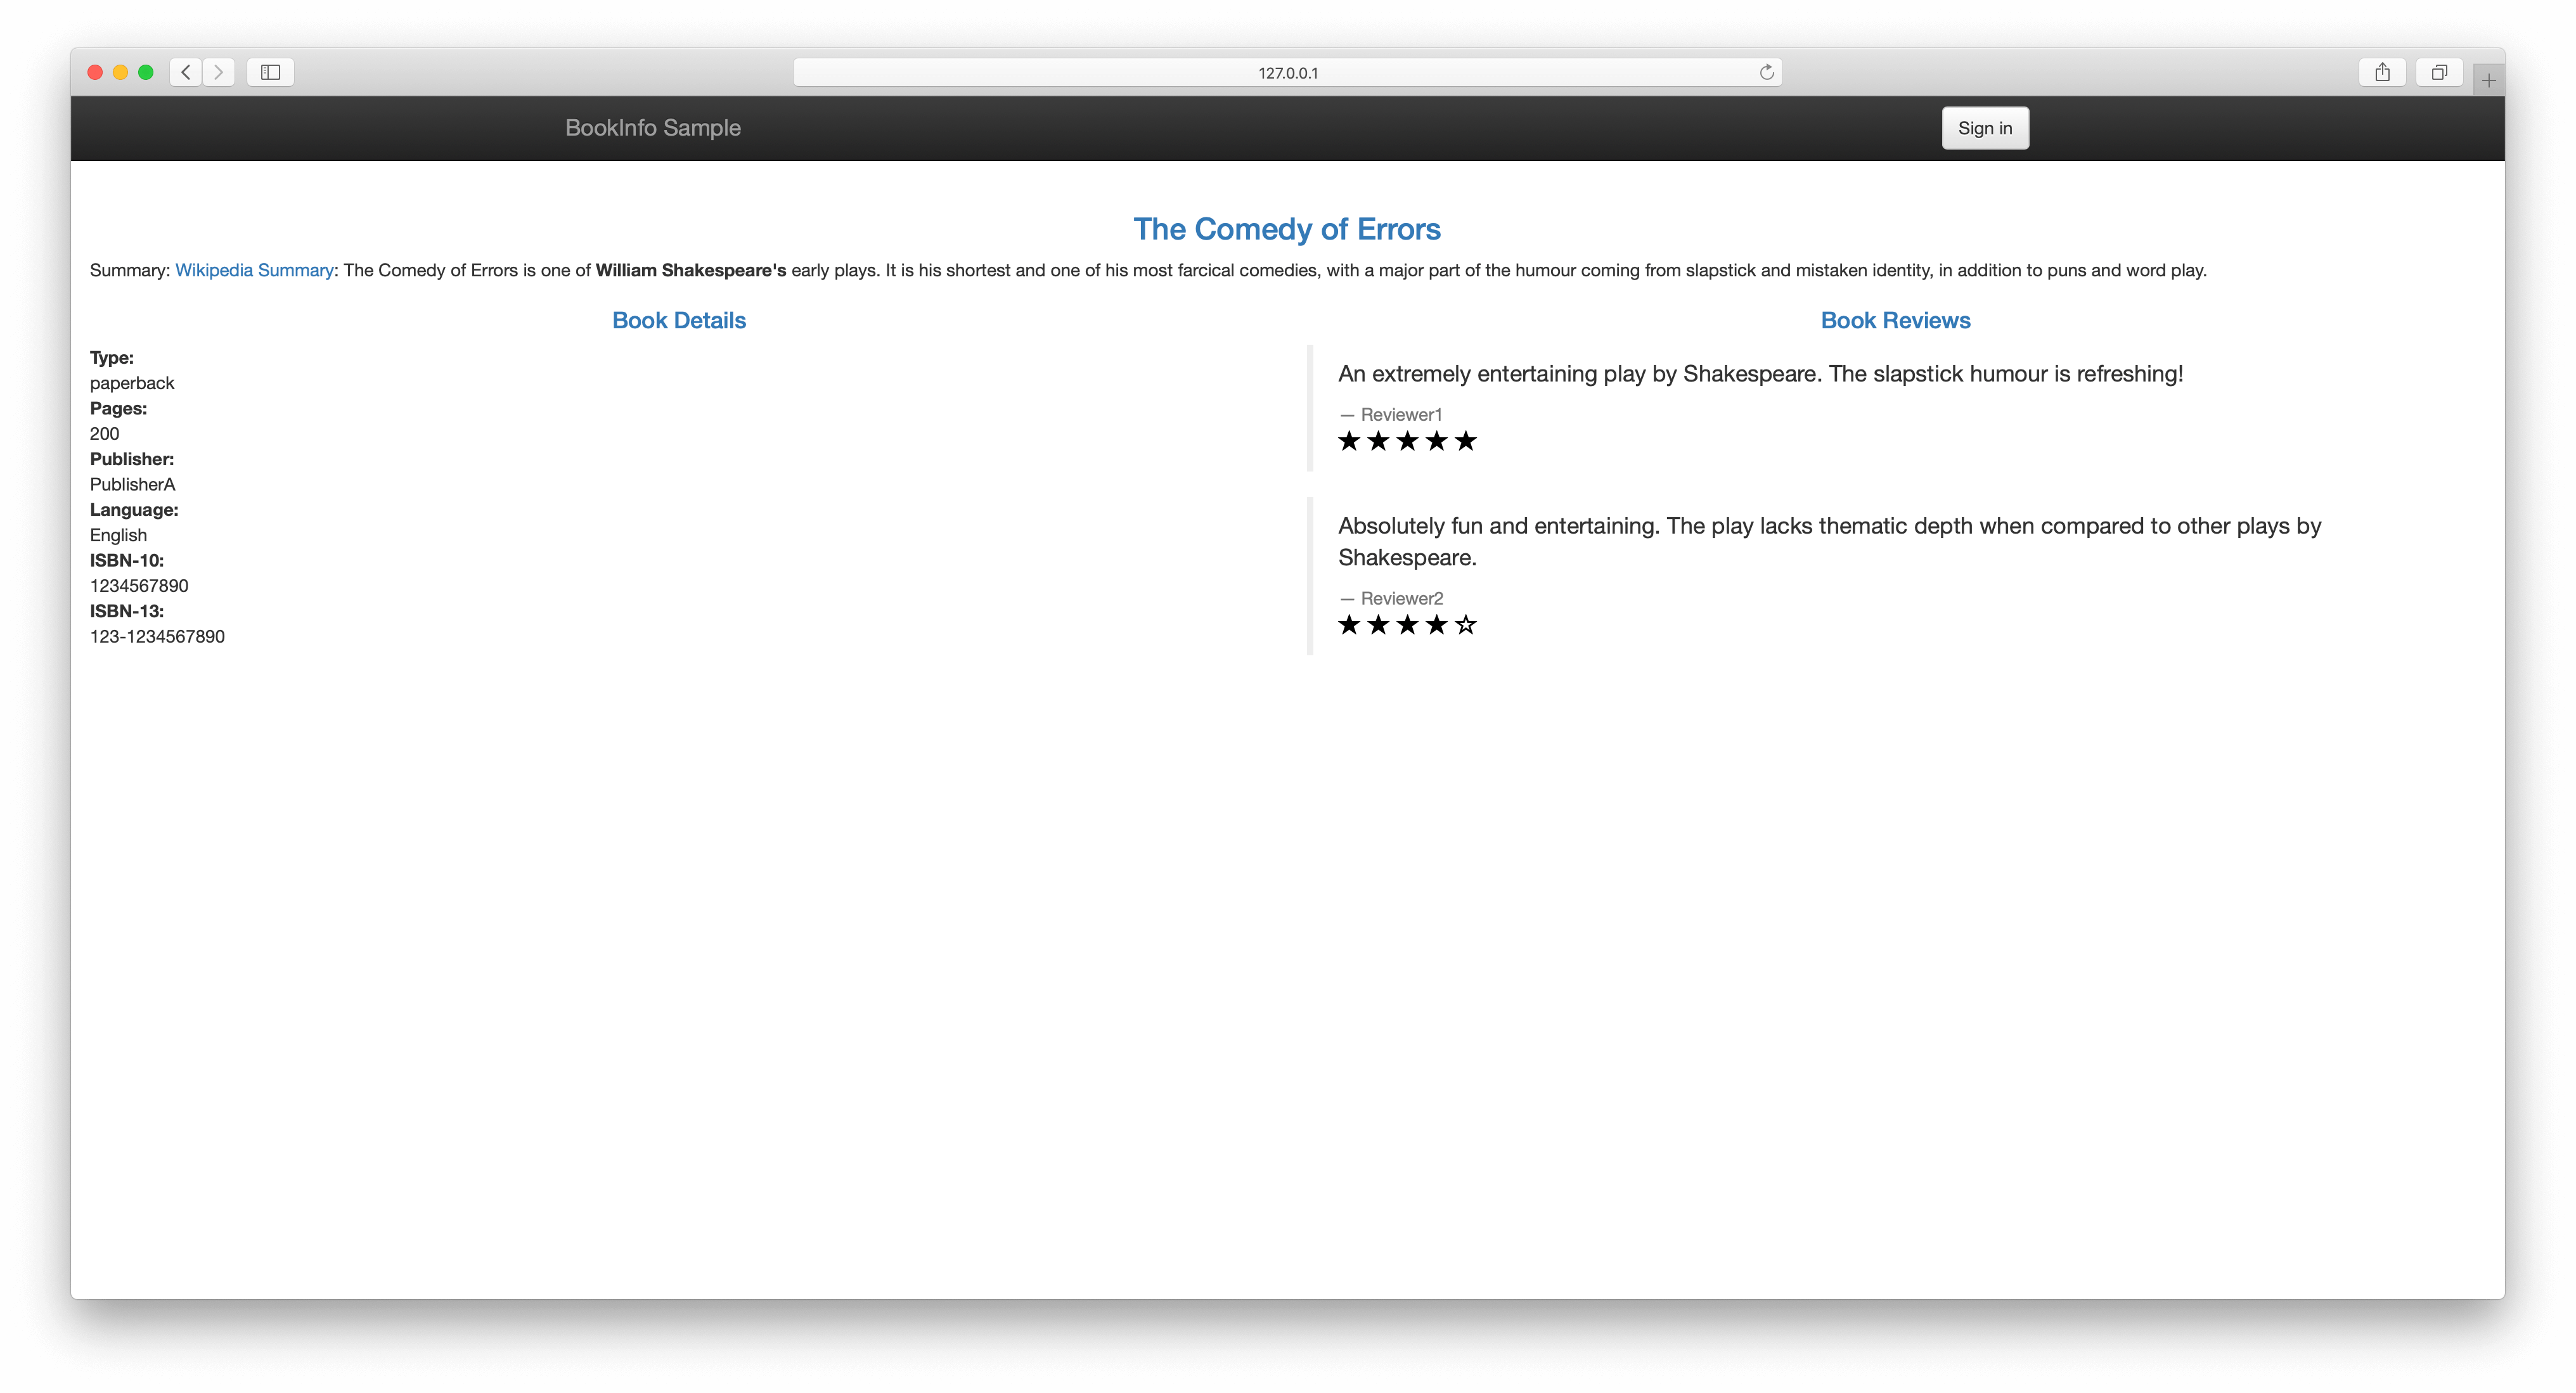 127.0.0.1
BookInfo Sample
Sign in
The Comedy of Errors
Summary: Wikipedia Summary: The Comedy of Errors is one of William Shakespeare's early plays. It is his shortest and one of his most farcical comedies, with a major part of the humour coming from slapstick and mistaken identity, in addition to puns and word play.
Book Details
Type:
paperback
Pages:
200
Publisher:
PublisherA
Language:
English
ISBN-10:
1234567890
ISBN-13:
123-1234567890
Book Reviews
An extremely entertaining play by Shakespeare. The slapstick humour is refreshing!
— Reviewer1
★ ★ ★ ★ ★
Absolutely fun and entertaining. The play lacks thematic depth when compared to other plays by
Shakespeare.
— Reviewer2
★ ★ ★ ★ ☆